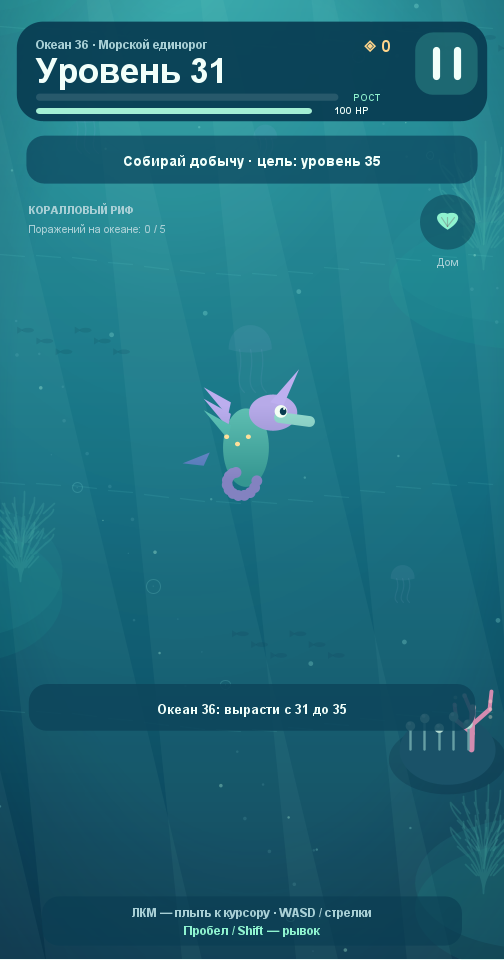 Океан 36 · Морской единорог
0
Уровень 31
РОСТ
100 HP
Собирай добычу · цель: уровень 35
КОРАЛЛОВЫЙ РИФ
Поражений на океане: 0 / 5
Дом
Океан 36: вырасти с 31 до 35
ЛКМ — плыть к курсору · WASD / стрелки
Пробел / Shift — рывок